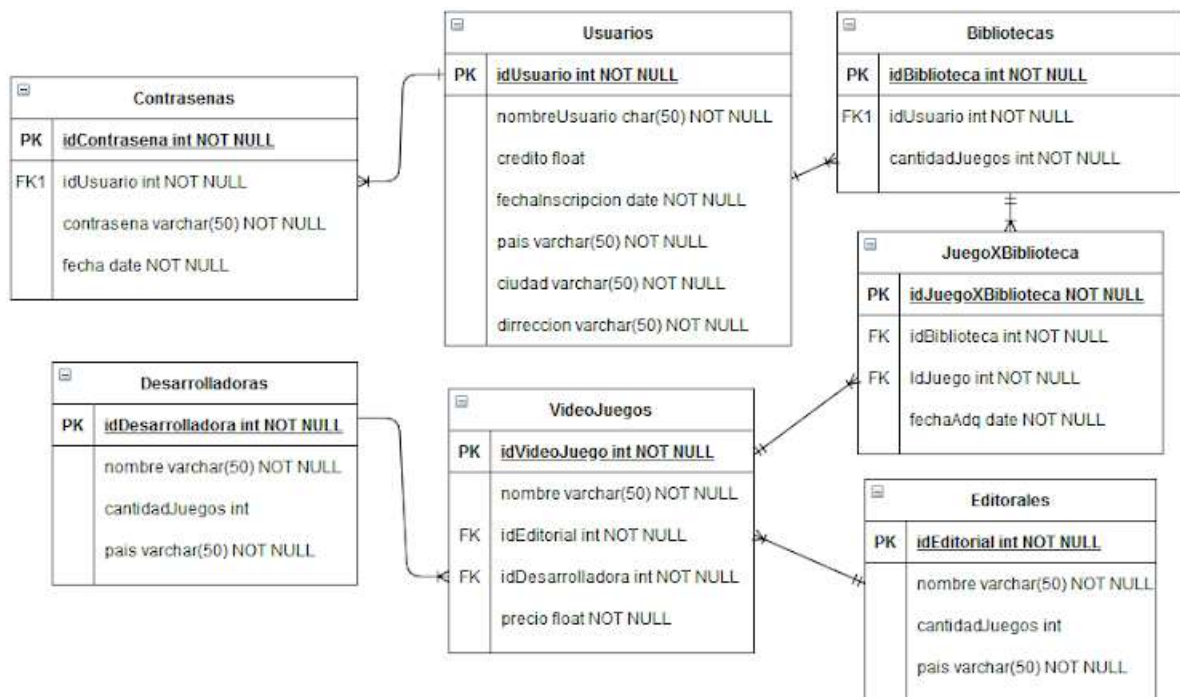 Contrasenas
PK idContrasena int NOT NULL
FK1 idUsuario int NOT NULL
contrasena varchar(50) NOT NULL
fecha date NOT NULL
Usuarios
PK idUsuario int NOT NULL
nombreUsuario char(50) NOT NULL
credito float
fechaInscripcion date NOT NULL
pais varchar(50) NOT NULL
ciudad varchar(50) NOT NULL
dirreccion varchar(50) NOT NULL
Bibliotecas
PK idBiblioteca int NOT NULL
FK1 idUsuario int NOT NULL
cantidadJuegos int NOT NULL
JuegoXBiblioteca
PK idJuegoXBiblioteca NOT NULL
FK idBiblioteca int NOT NULL
FK IdJuego int NOT NULL
fechaAdq date NOT NULL
Desarrolladoras
PK idDesarrolladora int NOT NULL
nombre varchar(50) NOT NULL
cantidadJuegos int
pais varchar(50) NOT NULL
VideoJuegos
PK idVideoJuego int NOT NULL
nombre varchar(50) NOT NULL
FK idEditorial int NOT NULL
FK idDesarrolladora int NOT NULL
precio float NOT NULL
Editorales
PK idEditorial int NOT NULL
nombre varchar(50) NOT NULL
cantidadJuegos int
pais varchar(50) NOT NULL